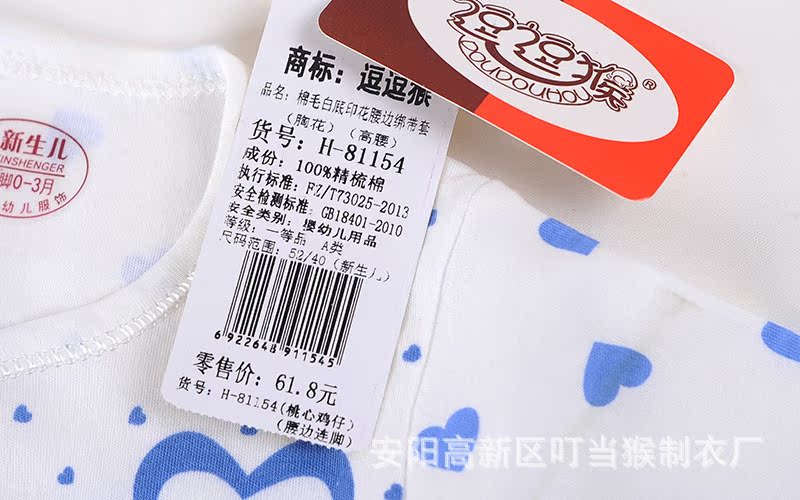 新生儿
XINSHENGER
脚0-3月
幼儿服饰
商标：逗逗猴
品名：棉毛白底印花腰边绑带套
（胸花）（高腰）
货号：H-81154
成份：100%精梳棉
执行标准：FZ/T73025-2013
安全检测标准：GB18401-2010
安全类别：婴幼儿用品
等级：一等品 A类
尺码范围：52/40（新生儿）
6922648911545
零售价：61.8元
货号：H-81154(桃心鸡仔)
（腰边连脚）
逗逗猴®
DOUDOUHOU
安阳高新区叮当猴制衣厂